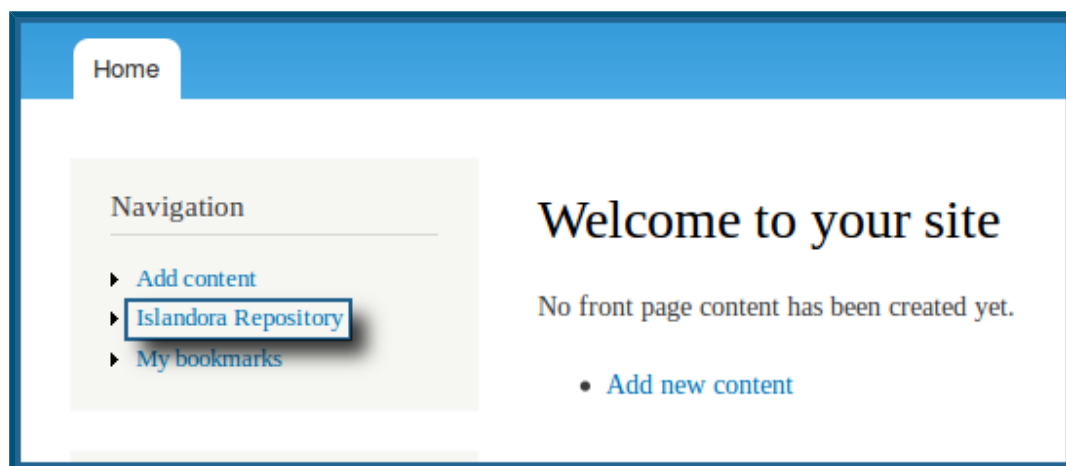 Home
Navigation
Add content
Islandora Repository
My bookmarks
Welcome to your site
No front page content has been created yet.
Add new content